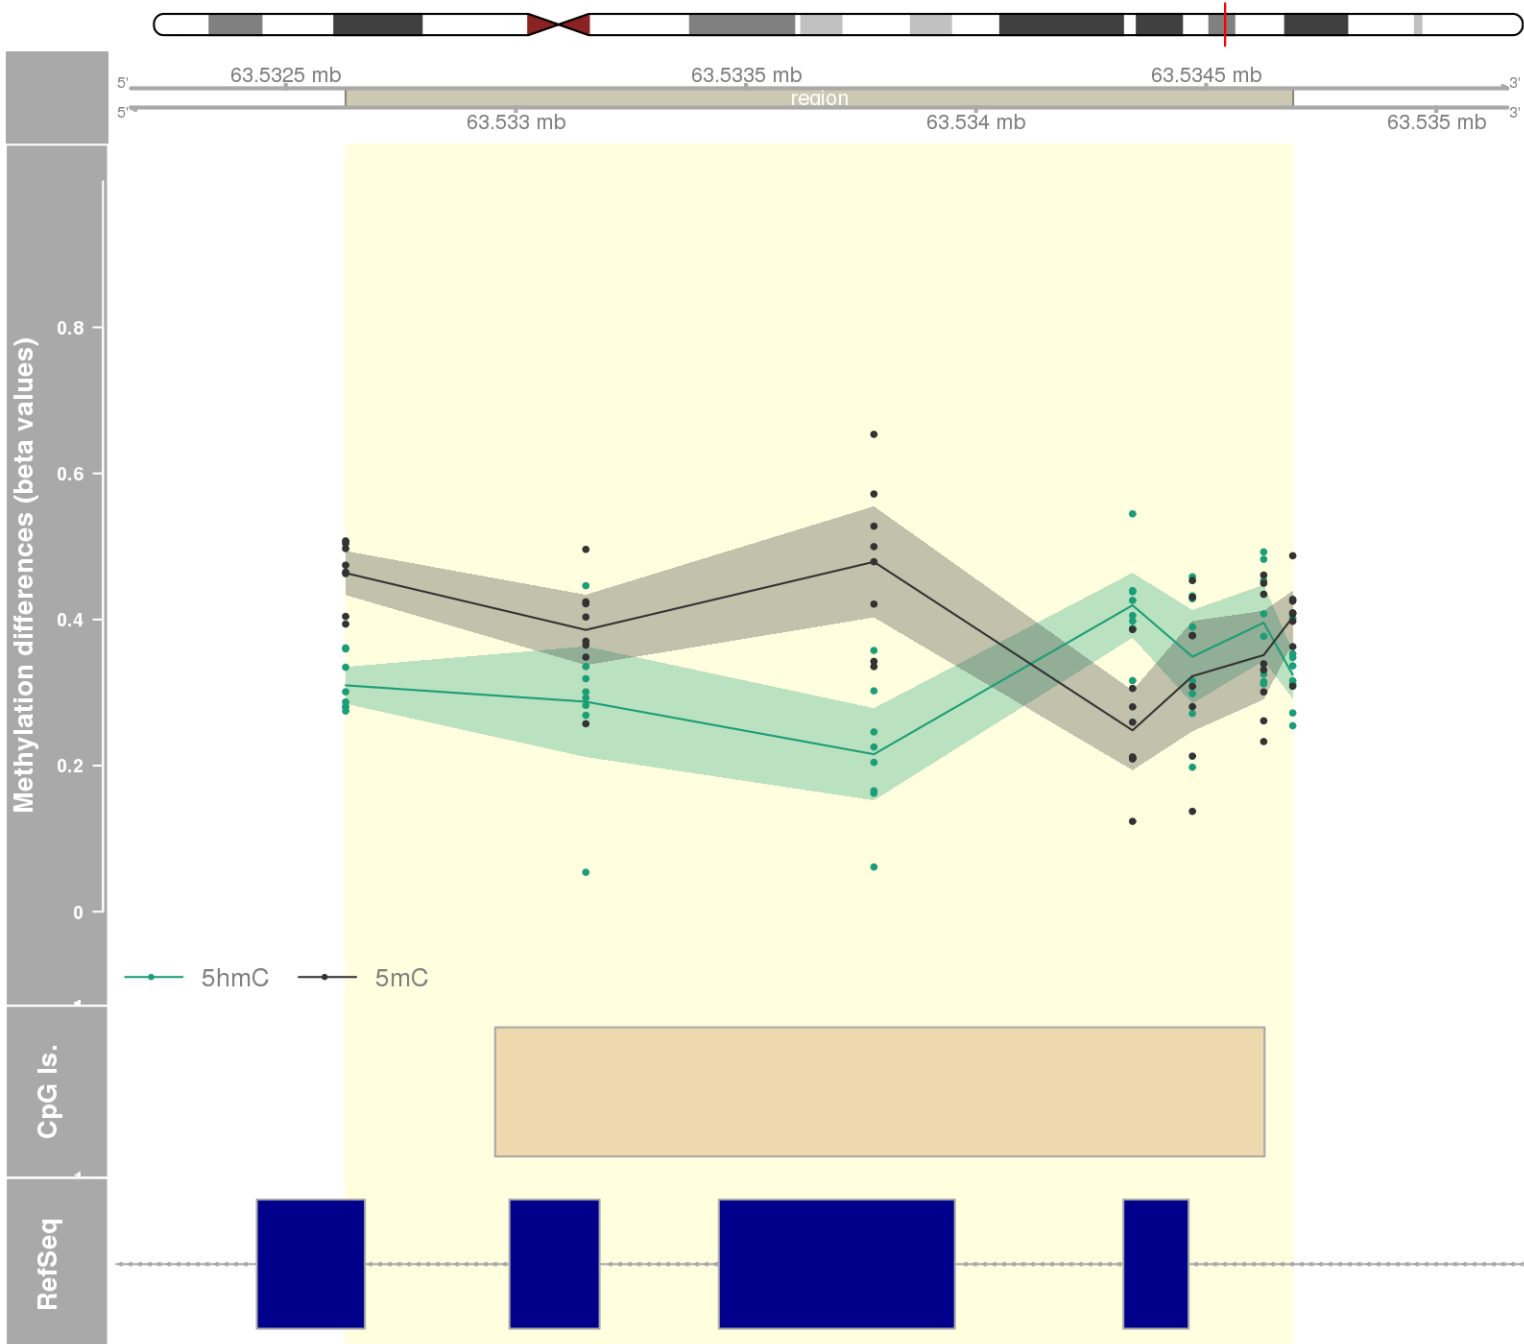 63.5325 mb 63.5335 mb 63.5345 mb
5' 3'
region
5' 3'
63.533 mb 63.534 mb 63.535 mb
Methylation differences (beta values)
0.8
0.6
0.4
0.2
0
5hmC 5mC
CpG Is.
RefSeq